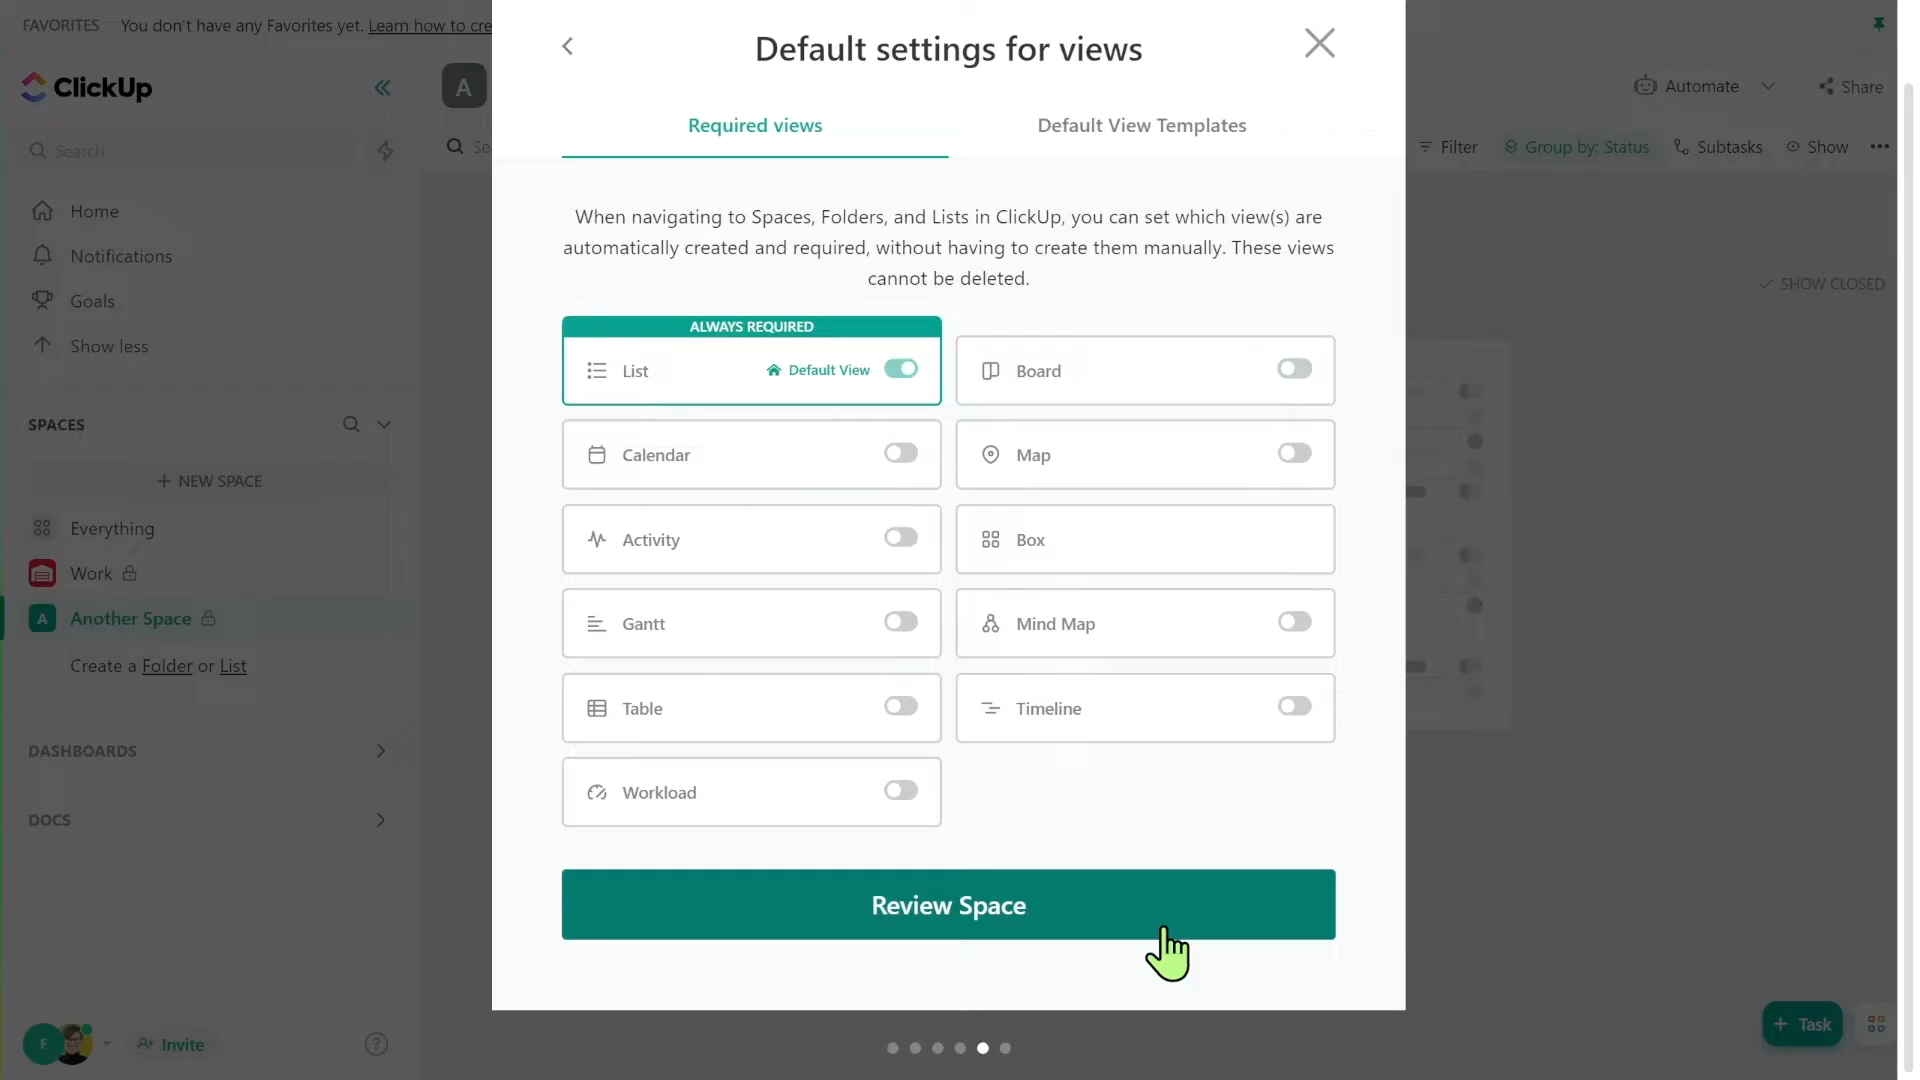 FAVORITES You don't have any Favorites yet. Learn how to cre
ClickUp
Search
Home
Notifications
Goals
Show less
SPACES
+ NEW SPACE
Everything
Work
A Another Space
Create a Folder or List
DASHBOARDS
DOCS
F Invite ?
A
Se
Default settings for views
Required views Default View Templates
When navigating to Spaces, Folders, and Lists in ClickUp, you can set which view(s) are
automatically created and required, without having to create them manually. These views
cannot be deleted.
ALWAYS REQUIRED
List Default View Board
Calendar Map
Activity Box
Gantt Mind Map
Table Timeline
Workload
Review Space
Automate Share
Filter Group by: Status Subtasks Show
SHOW CLOSED
+ Task